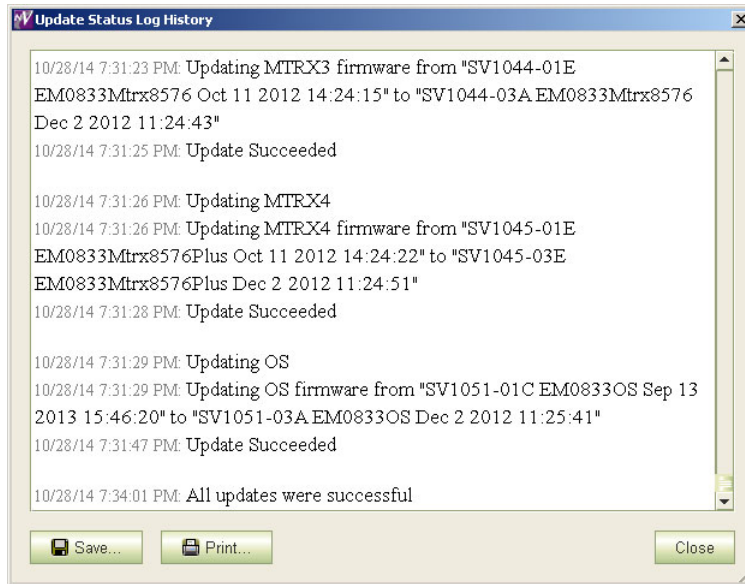 Update Status Log History
10/28/14 7:31:23 PM: Updating MTRX3 firmware from "SV1044-01E
EM0833Mtrx8576 Oct 11 2012 14:24:15" to "SV1044-03A EM0833Mtrx8576
Dec 2 2012 11:24:43"
10/28/14 7:31:25 PM: Update Succeeded
10/28/14 7:31:26 PM: Updating MTRX4
10/28/14 7:31:26 PM: Updating MTRX4 firmware from "SV1045-01E
EM0833Mtrx8576Plus Oct 11 2012 14:24:22" to "SV1045-03E
EM0833Mtrx8576Plus Dec 2 2012 11:24:51"
10/28/14 7:31:28 PM: Update Succeeded
10/28/14 7:31:29 PM: Updating OS
10/28/14 7:31:29 PM: Updating OS firmware from "SV1051-01C EM0833OS Sep 13
2013 15:46:20" to "SV1051-03A EM0833OS Dec 2 2012 11:25:41"
10/28/14 7:31:47 PM: Update Succeeded
10/28/14 7:34:01 PM: All updates were successful
Save... Print... Close